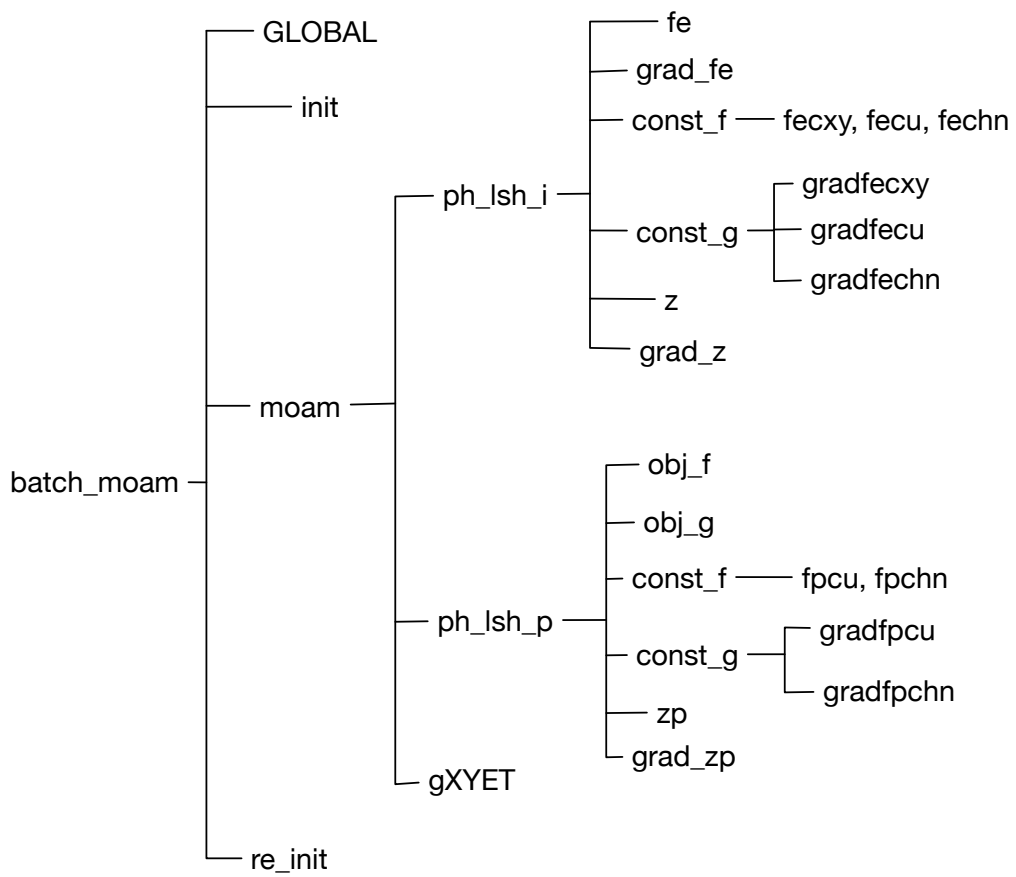 GLOBAL
init
batch_moam
moam
re_init
ph_lsh_i
ph_lsh_p
gXYET
fe
grad_fe
const_f
fecxy, fecu, fechn
const_g
gradfecxy
gradfecu
gradfechn
z
grad_z
obj_f
obj_g
const_f
fpcu, fpchn
const_g
gradfpcu
gradfpchn
zp
grad_zp